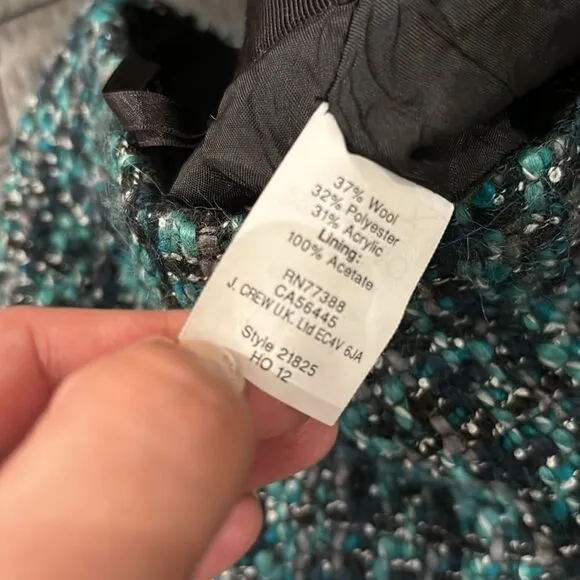 37% Wool
32% Polyester
31% Acrylic
Lining:
100% Acetate
RN77388
CA56445
J. CREW U.K. Ltd EC4V 6JA
Style 21825
HO 12